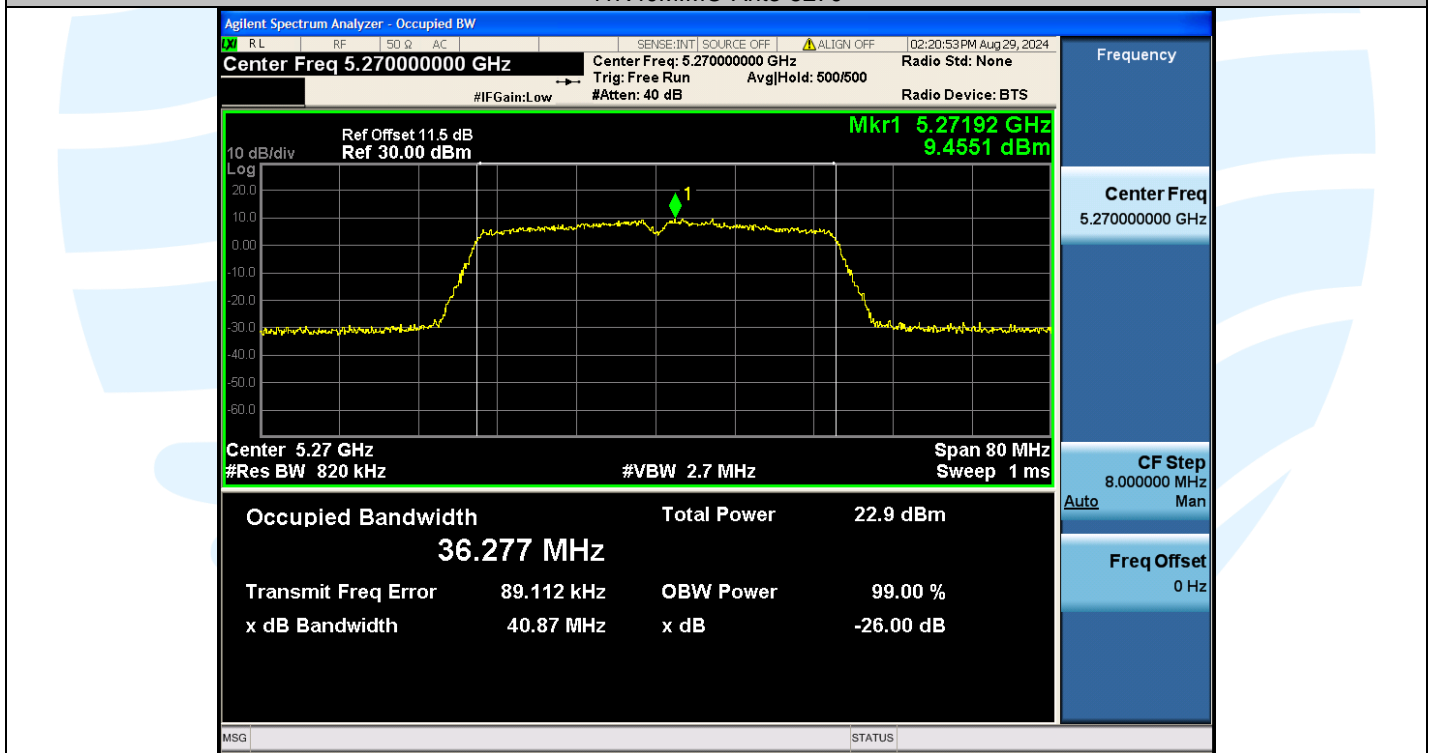 Agilent Spectrum Analyzer - Occupied BW
LXI RL RF 50 Ω AC SENSE:INT SOURCE OFF ALIGN OFF 02:20:53 PM Aug 29, 2024
Center Freq 5.270000000 GHz
#IFGain:Low
Center Freq: 5.270000000 GHz
Trig: Free Run Avg|Hold: 500/500
#Atten: 40 dB
Radio Std: None
Radio Device: BTS
Mkr1 5.27192 GHz
9.4551 dBm
Ref Offset 11.5 dB
10 dB/div Ref 30.00 dBm
Log
20.0
10.0
0.00
-10.0
-20.0
-30.0
-40.0
-50.0
-60.0
1
Center 5.27 GHz Span 80 MHz
#Res BW 820 kHz #VBW 2.7 MHz Sweep 1 ms
Occupied Bandwidth Total Power 22.9 dBm
36.277 MHz
Transmit Freq Error 89.112 kHz OBW Power 99.00 %
x dB Bandwidth 40.87 MHz x dB -26.00 dB
MSG STATUS
Frequency
Center Freq
5.270000000 GHz
CF Step
8.000000 MHz
Auto Man
Freq Offset
0 Hz